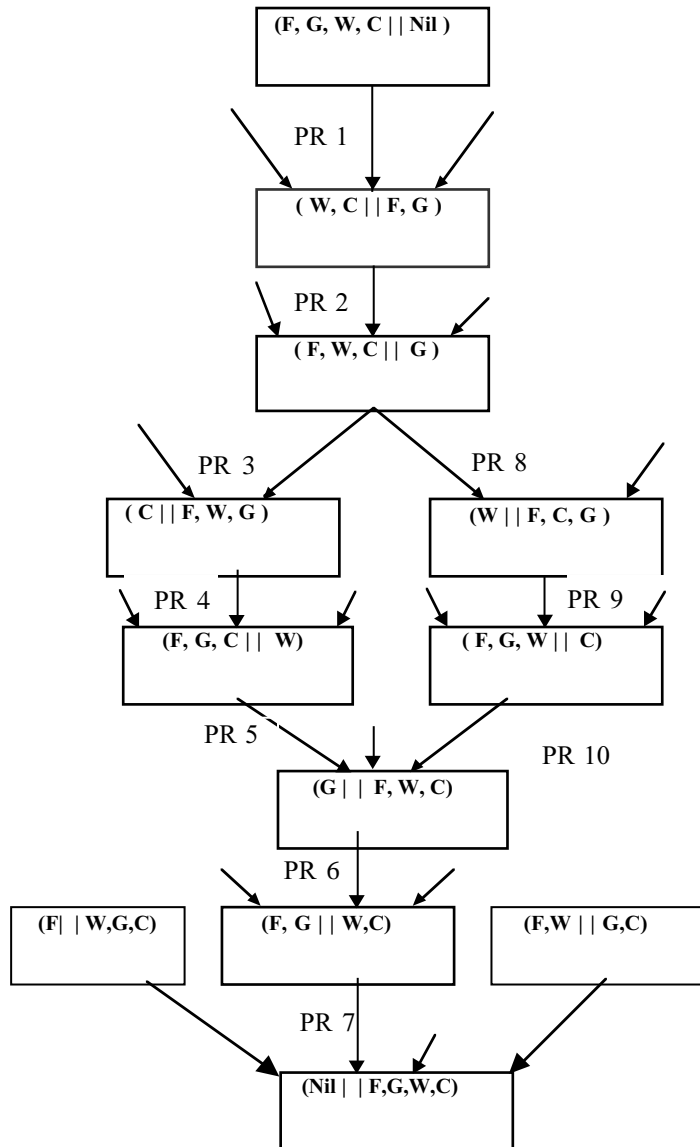 (F, G, W, C | | Nil )
PR 1
( W, C | | F, G )
PR 2
( F, W, C | | G )
PR 3
PR 8
( C | | F, W, G )
(W | | F, C, G )
PR 4
PR 9
(F, G, C | | W)
( F, G, W | | C)
PR 5
PR 10
(G | | F, W, C)
PR 6
(F| | W,G,C)
(F, G | | W,C)
(F,W | | G,C)
PR 7
(Nil | | F,G,W,C)